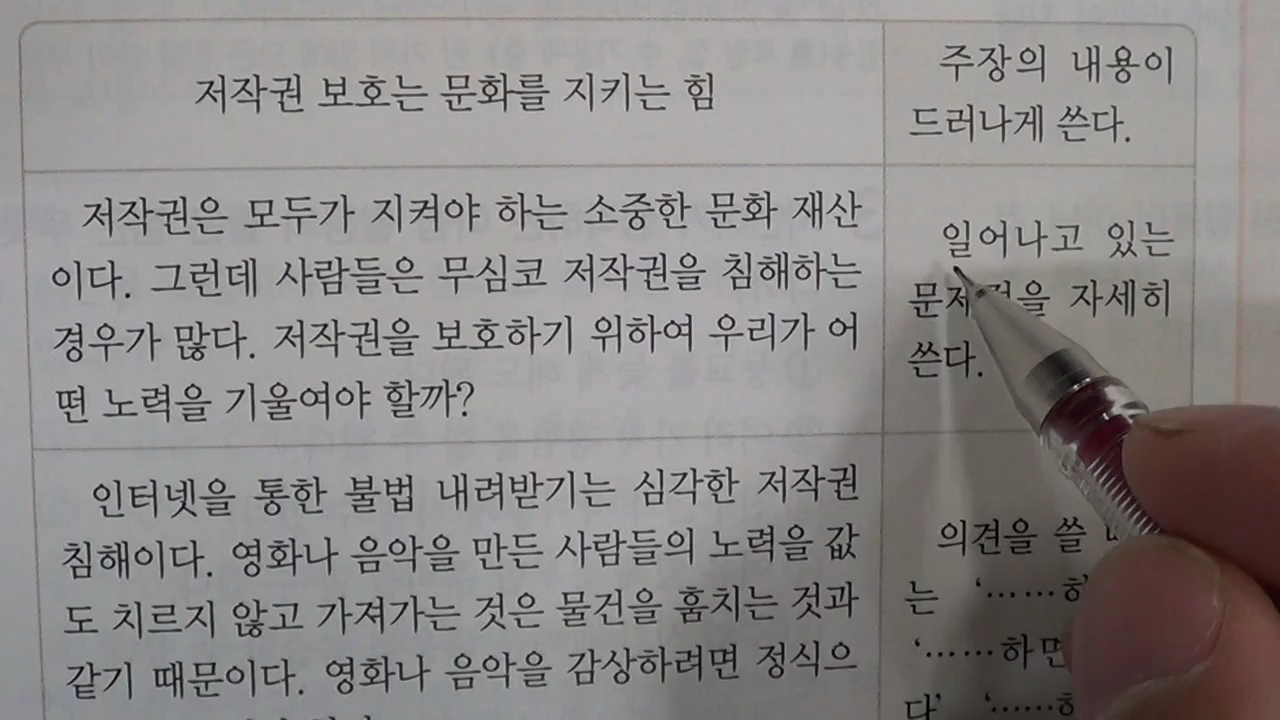 저작권 보호는 문화를 지키는 힘
주장의 내용이
드러나게 쓴다.
저작권은 모두가 지켜야 하는 소중한 문화 재산
이다. 그런데 사람들은 무심코 저작권을 침해하는
경우가 많다. 저작권을 보호하기 위하여 우리가 어
떤 노력을 기울여야 할까?
일어나고 있는
자세히
쓴다.
인터넷을 통한 불법 내려받기는 심각한 저작권
침해이다. 영화나 음악을 만든 사람들의 노력을 값
도 치르지 않고 가져가는 것은 물건을 훔치는 것과
같기 때문이다. 영화나 음악을 감상하려면 정식으
의견을 쓸
는 ‘……
‘……하면
다’ ‘……